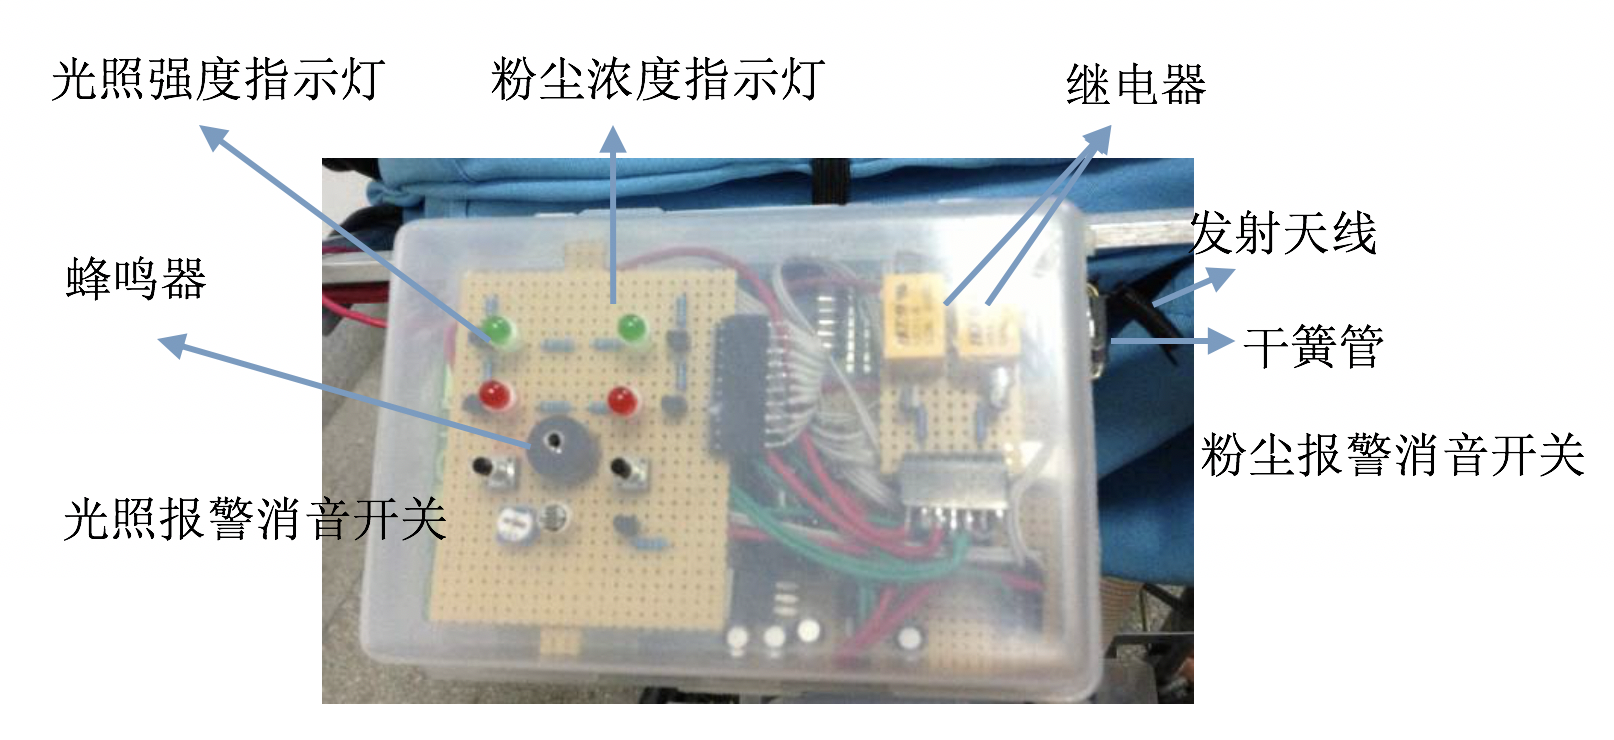 光照强度指示灯
粉尘浓度指示灯
继电器
发射天线
蜂鸣器
干簧管
粉尘报警消音开关
光照报警消音开关